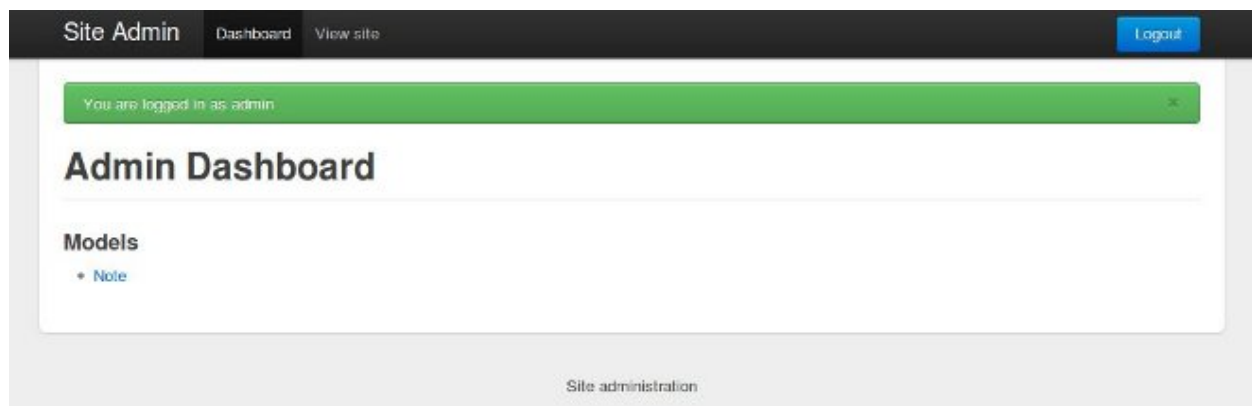 Site Admin Dashboard View site Logout
You are logged in as admin ×
Admin Dashboard
Models
• Note
Site administration